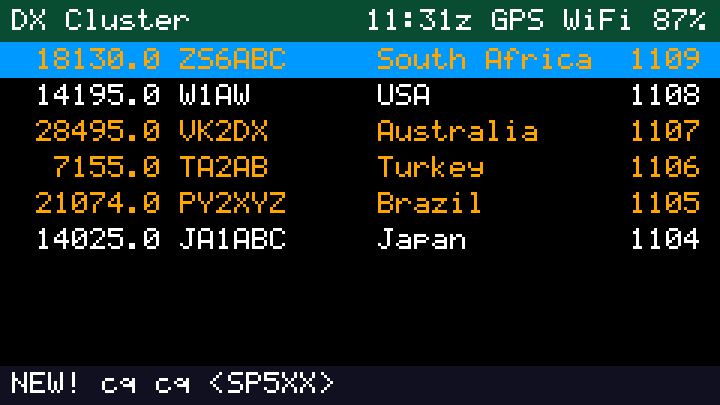 DX Cluster 11:31z GPS WiFi 87%
18130.0 ZS6ABC South Africa 1109
14195.0 W1AW USA 1108
28495.0 VK2DX Australia 1107
7155.0 TA2AB Turkey 1106
21074.0 PY2XYZ Brazil 1105
14025.0 JA1ABC Japan 1104
NEW! cq cq <SP5XX>